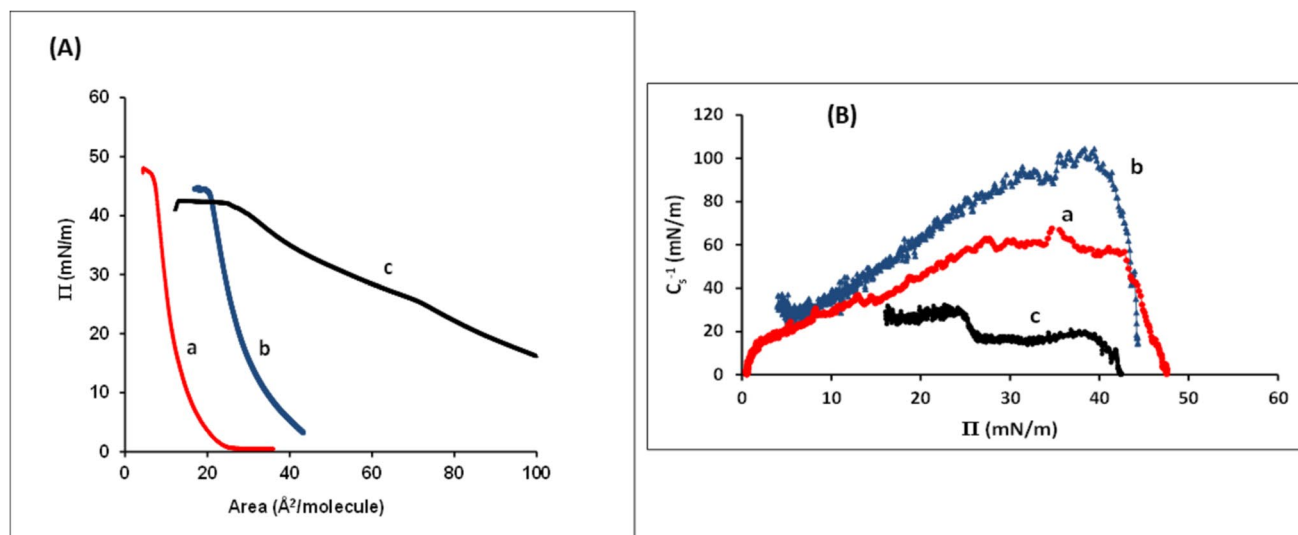 (A)
Π (mN/m)
60
50
40
30
20
10
0
a
b
c
0 20 40 60 80 100
Area (Å²/molecule)
(B)
Cₛ⁻¹ (mN/m)
120
100
80
60
40
20
0
b
a
c
0 10 20 30 40 50 60
Π (mN/m)